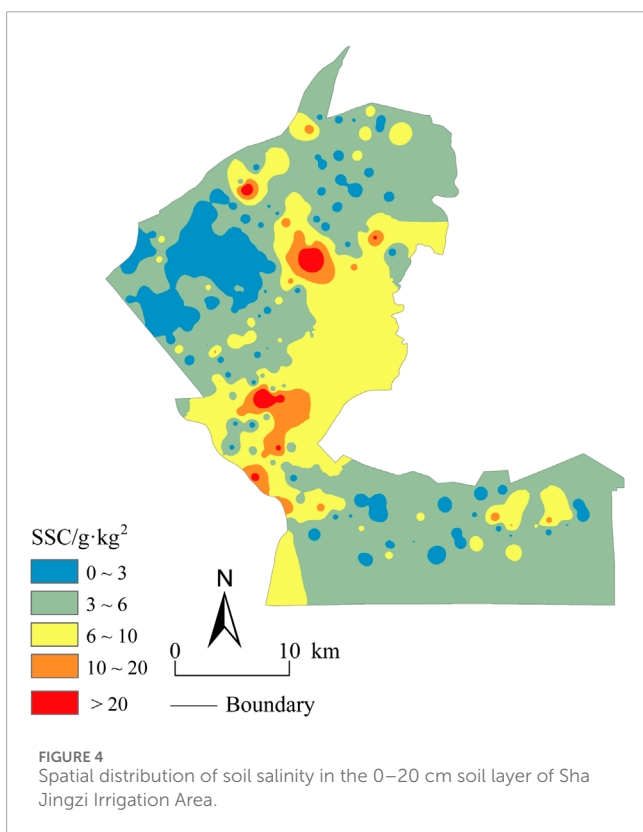 SSC/g·kg²
0 ~ 3
3 ~ 6
6 ~ 10
10 ~ 20
> 20
N
0 10 km
Boundary
FIGURE 4
Spatial distribution of soil salinity in the 0–20 cm soil layer of Sha
Jingzi Irrigation Area.